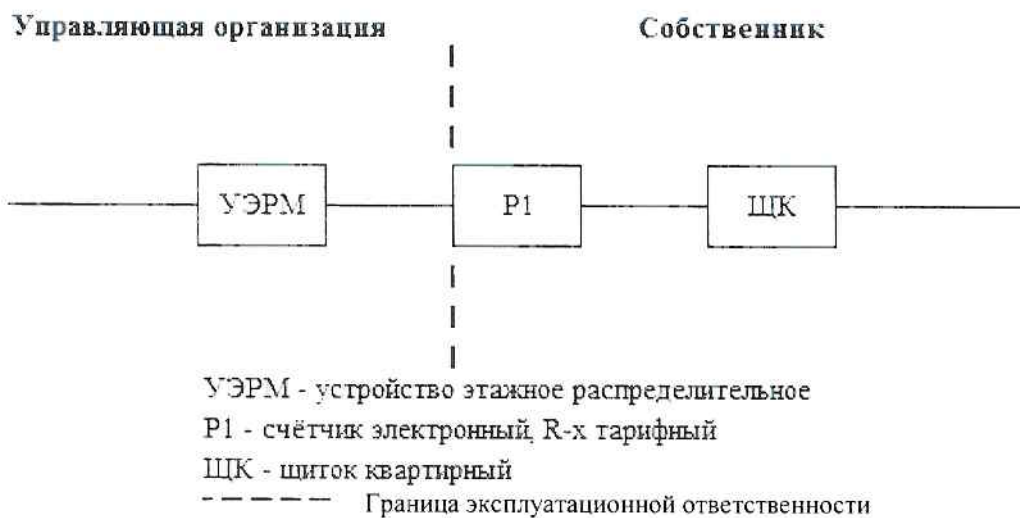 Управляющая организация Собственник
УЭРМ Р1 ЩК
УЭРМ - устройство этажное распределительное
Р1 - счётчик электронный, R-х тарифный
ЩК - щиток квартирный
Граница эксплуатационной ответственности